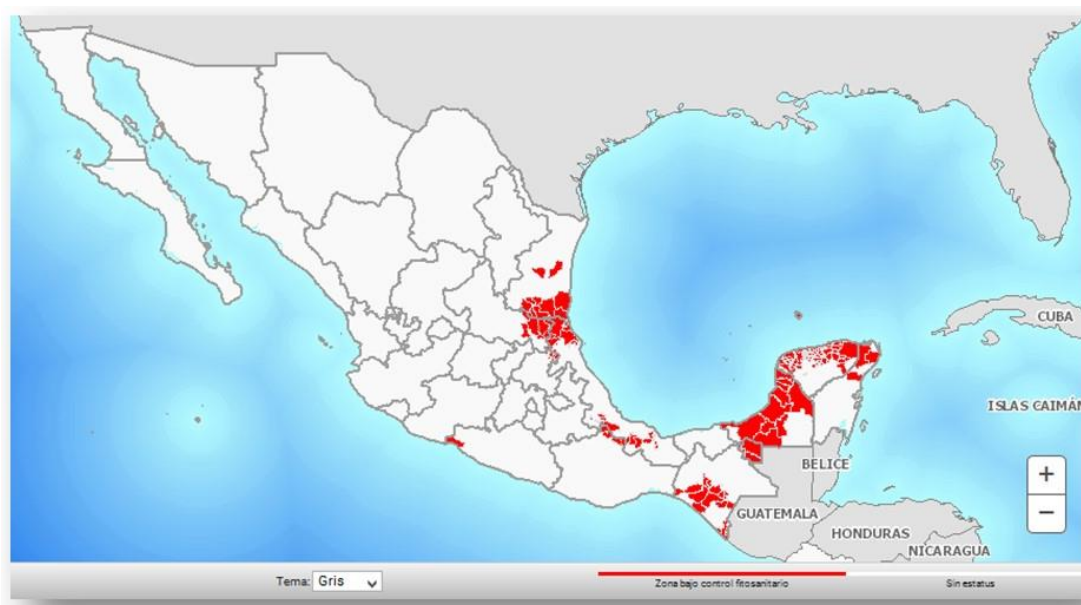 CUBA
ISLAS CAIMÁN
BELICE
GUATEMALA
HONDURAS
NICARAGUA
+
−
Tema: Gris
Zona bajo control fitosanitario
Sin estatus